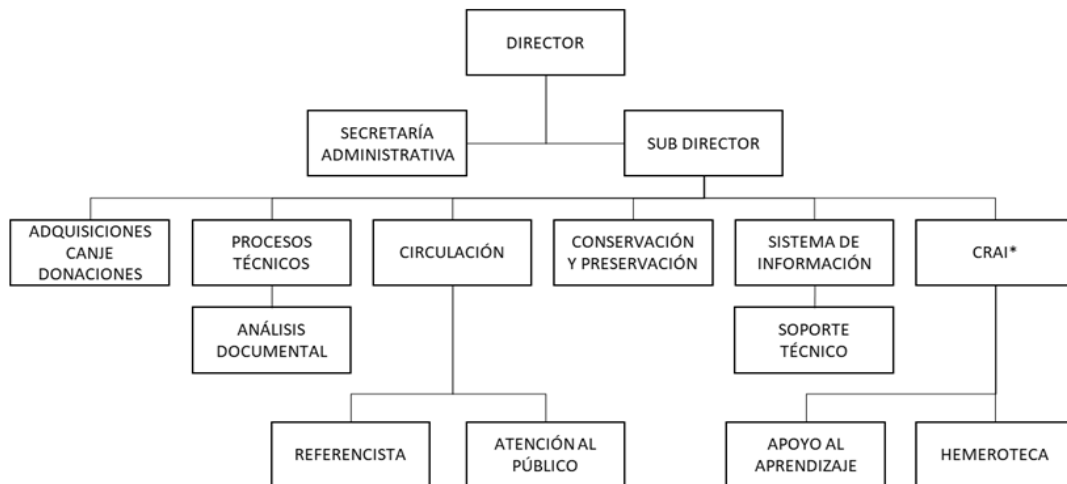 DIRECTOR
SECRETARÍA
ADMINISTRATIVA
SUB DIRECTOR
ADQUISICIONES
CANJE
DONACIONES
PROCESOS
TÉCNICOS
CIRCULACIÓN
CONSERVACIÓN
Y PRESERVACIÓN
SISTEMA DE
INFORMACIÓN
CRAI*
ANÁLISIS
DOCUMENTAL
SOPORTE
TÉCNICO
REFERENCISTA
ATENCIÓN AL
PÚBLICO
APOYO AL
APRENDIZAJE
HEMEROTECA